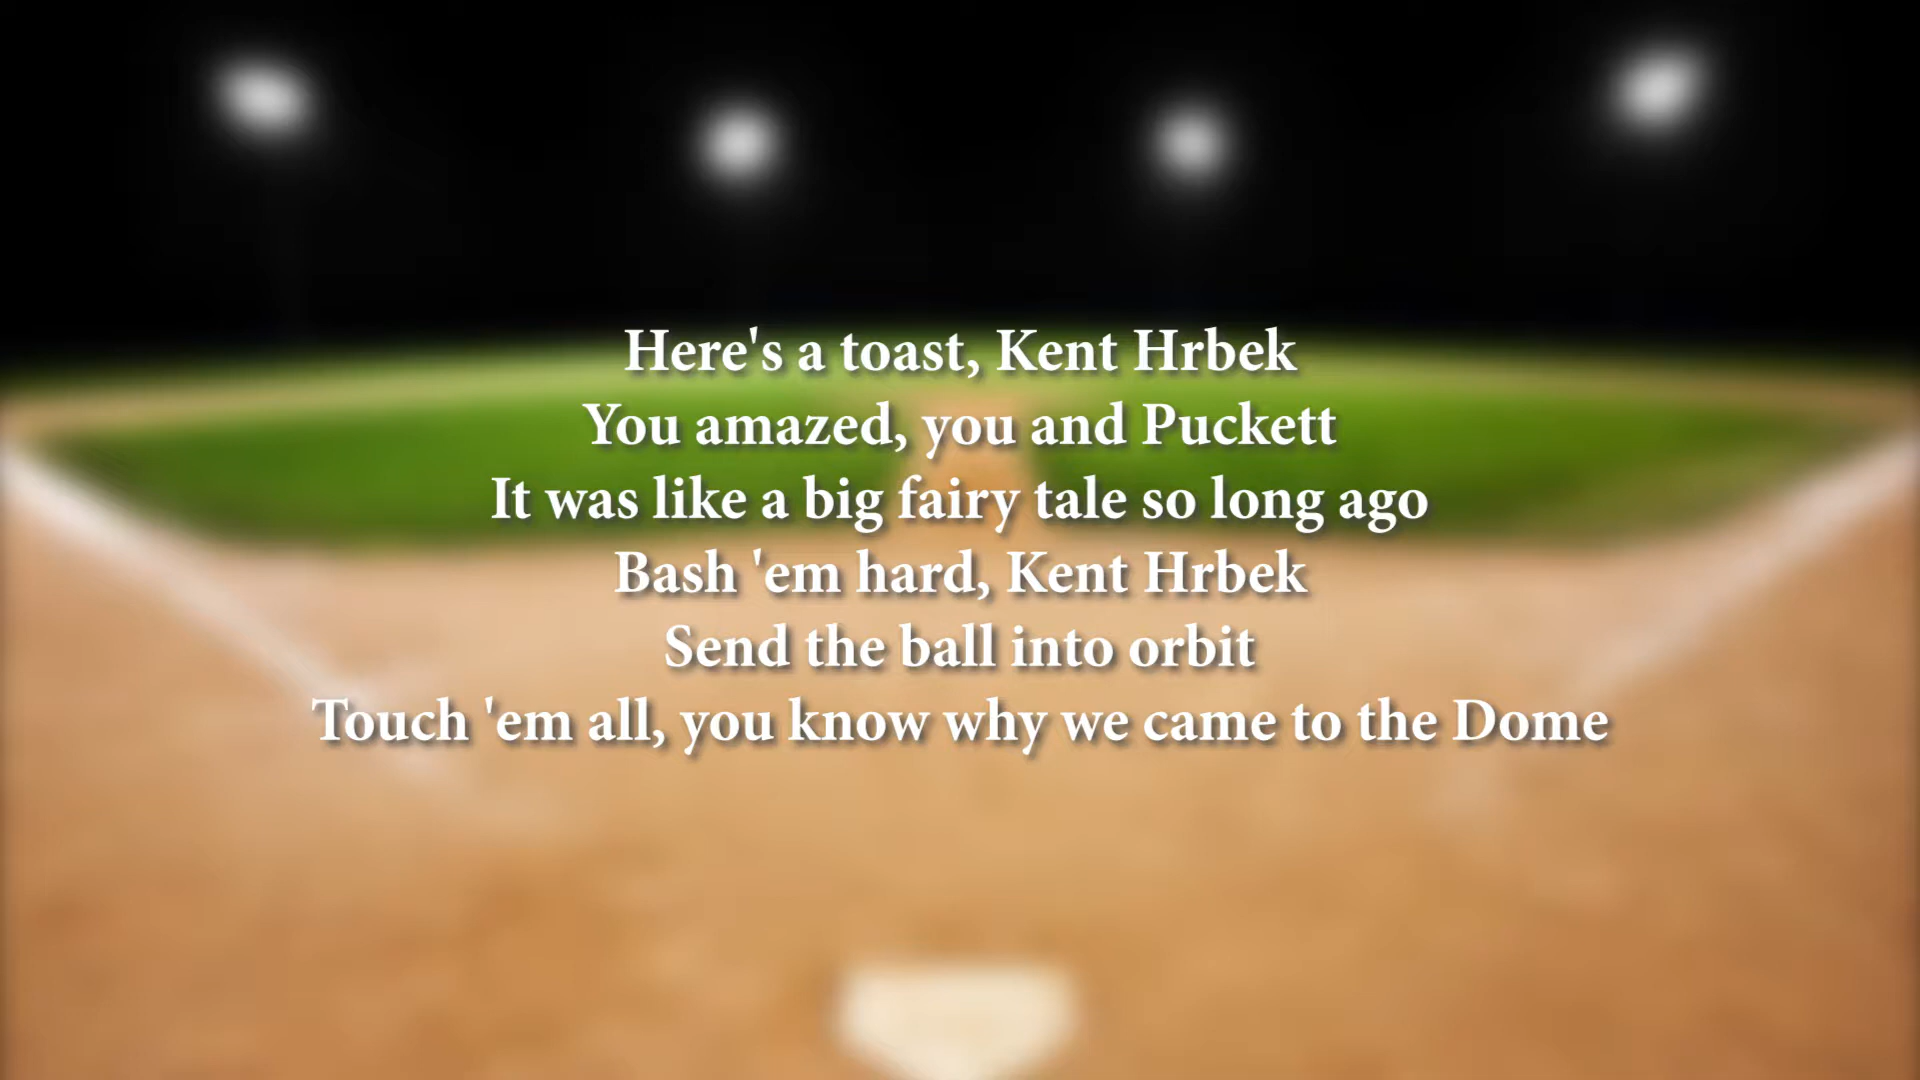 Here's a toast, Kent Hrbek
You amazed, you and Puckett
It was like a big fairy tale so long ago
Bash 'em hard, Kent Hrbek
Send the ball into orbit
Touch 'em all, you know why we came to the Dome